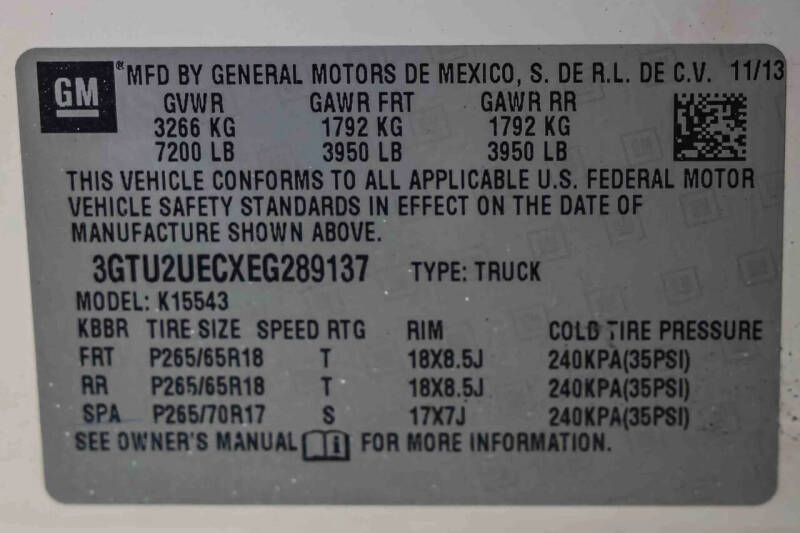 GM ® MFD BY GENERAL MOTORS DE MEXICO, S. DE R.L. DE C.V. 11/13
GVWR GAWR FRT GAWR RR
3266 KG 1792 KG 1792 KG
7200 LB 3950 LB 3950 LB
THIS VEHICLE CONFORMS TO ALL APPLICABLE U.S. FEDERAL MOTOR
VEHICLE SAFETY STANDARDS IN EFFECT ON THE DATE OF
MANUFACTURE SHOWN ABOVE.
3GTU2UECXEG289137 TYPE: TRUCK
MODEL: K15543
KBBR TIRE SIZE SPEED RTG RIM COLD TIRE PRESSURE
FRT P265/65R18 T 18X8.5J 240KPA(35PSI)
RR P265/65R18 T 18X8.5J 240KPA(35PSI)
SPA P265/70R17 S 17X7J 240KPA(35PSI)
SEE OWNER'S MANUAL FOR MORE INFORMATION.